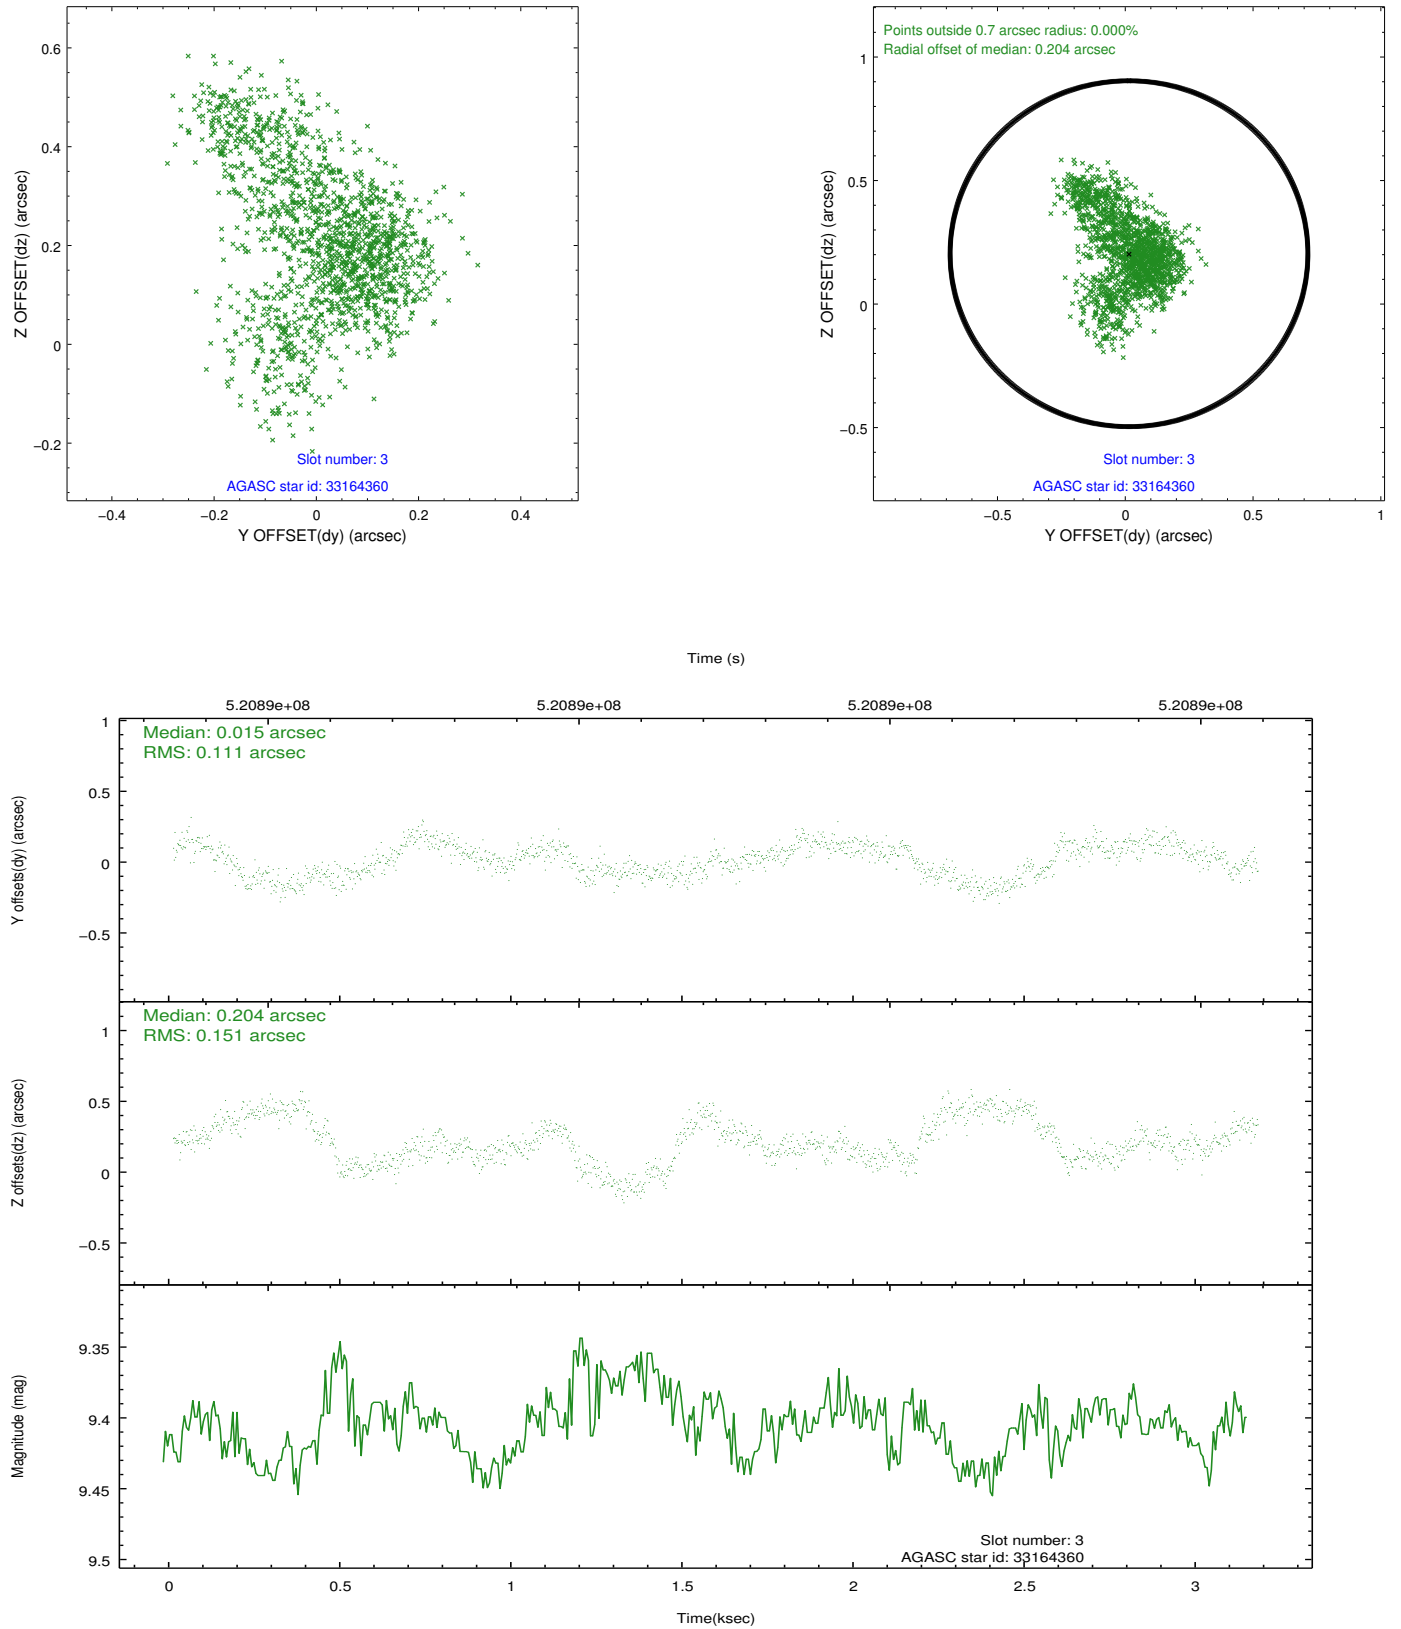 0.6
0.4
0.2
0
−0.2
Z OFFSET(dz) (arcsec)
Slot number: 3
AGASC star id: 33164360
−0.4 −0.2 0 0.2 0.4
Y OFFSET(dy) (arcsec)
Points outside 0.7 arcsec radius: 0.000%
Radial offset of median: 0.204 arcsec
1
0.5
0
−0.5
Z OFFSET(dz) (arcsec)
Slot number: 3
AGASC star id: 33164360
−0.5 0 0.5 1
Y OFFSET(dy) (arcsec)
Time (s)
5.2089e+08 5.2089e+08 5.2089e+08 5.2089e+08
Median: 0.015 arcsec
RMS: 0.111 arcsec
1
0.5
0
−0.5
Y offsets(dy) (arcsec)
Median: 0.204 arcsec
RMS: 0.151 arcsec
1
0.5
0
−0.5
Z offsets(dz) (arcsec)
9.35
9.4
9.45
9.5
Magnitude (mag)
Slot number: 3
AGASC star id: 33164360
0 0.5 1 1.5 2 2.5 3
Time(ksec)